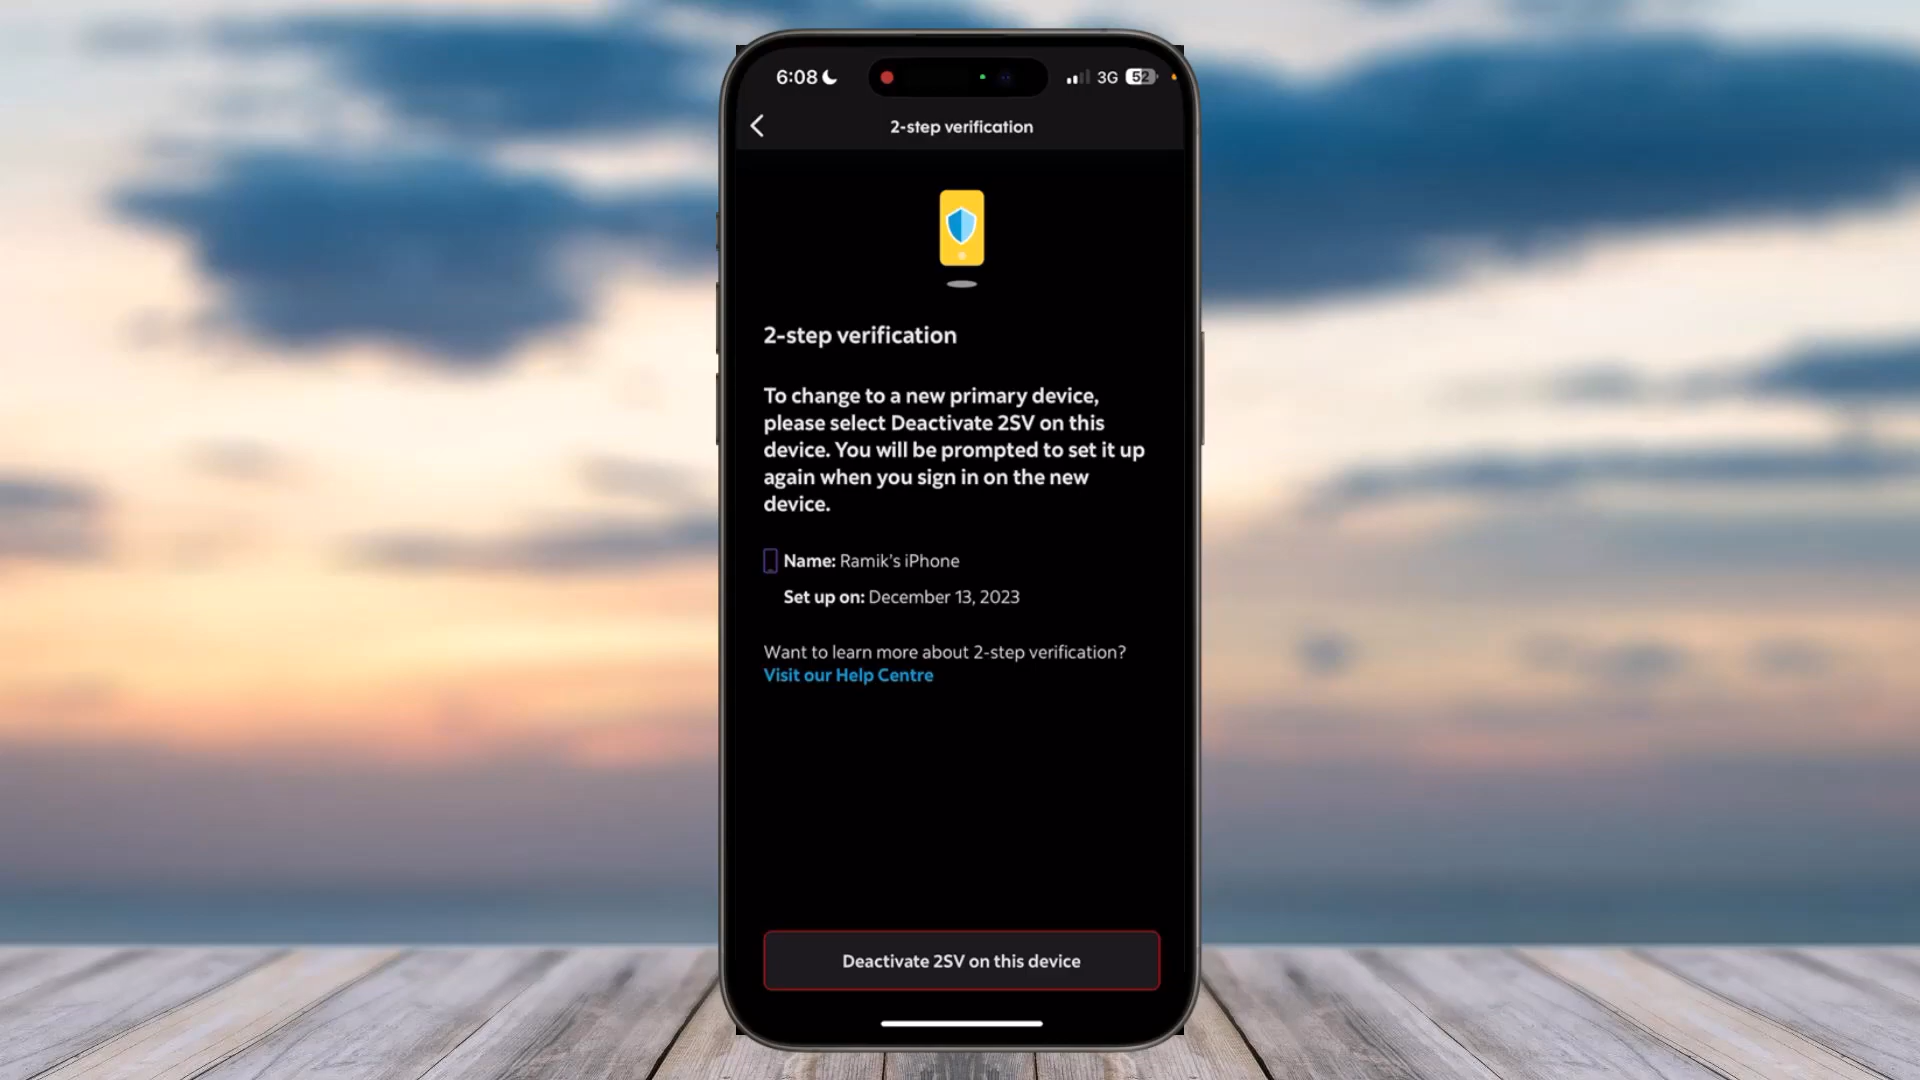 6:08
3G
52
2-step verification
2-step verification
To change to a new primary device,
please select Deactivate 2SV on this
device. You will be prompted to set it up
again when you sign in on the new
device.
Name: Ramik's iPhone
Set up on: December 13, 2023
Want to learn more about 2-step verification?
Visit our Help Centre
Deactivate 2SV on this device